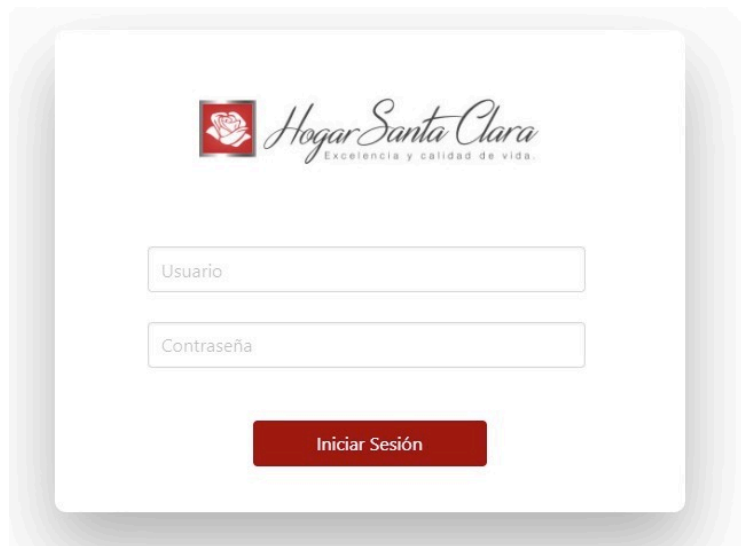 Hogar Santa Clara
Excelencia y calidad de vida.
Usuario
Contraseña
Iniciar Sesión